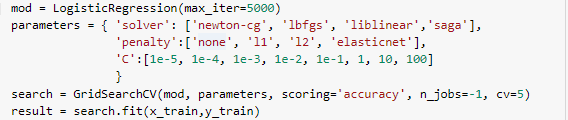 mod = LogisticRegression(max_iter=5000)
parameters = { 'solver': ['newton-cg', 'lbfgs', 'liblinear','saga'],
'penalty':['none', 'l1', 'l2', 'elasticnet'],
'C':[1e-5, 1e-4, 1e-3, 1e-2, 1e-1, 1, 10, 100]
}
search = GridSearchCV(mod, parameters, scoring='accuracy', n_jobs=-1, cv=5)
result = search.fit(x_train,y_train)